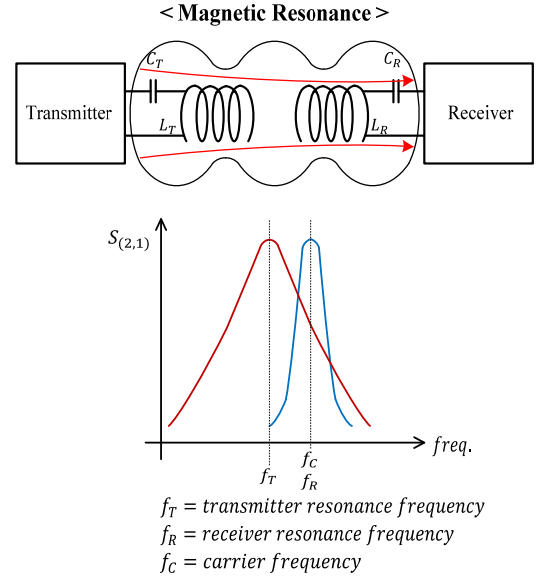 < Magnetic Resonance >
C_T
C_R
Transmitter
Receiver
L_T
L_R
S_(2,1)
freq.
f_T
f_C
f_R
f_T = transmitter resonance frequency
f_R = receiver resonance frequency
f_C = carrier frequency